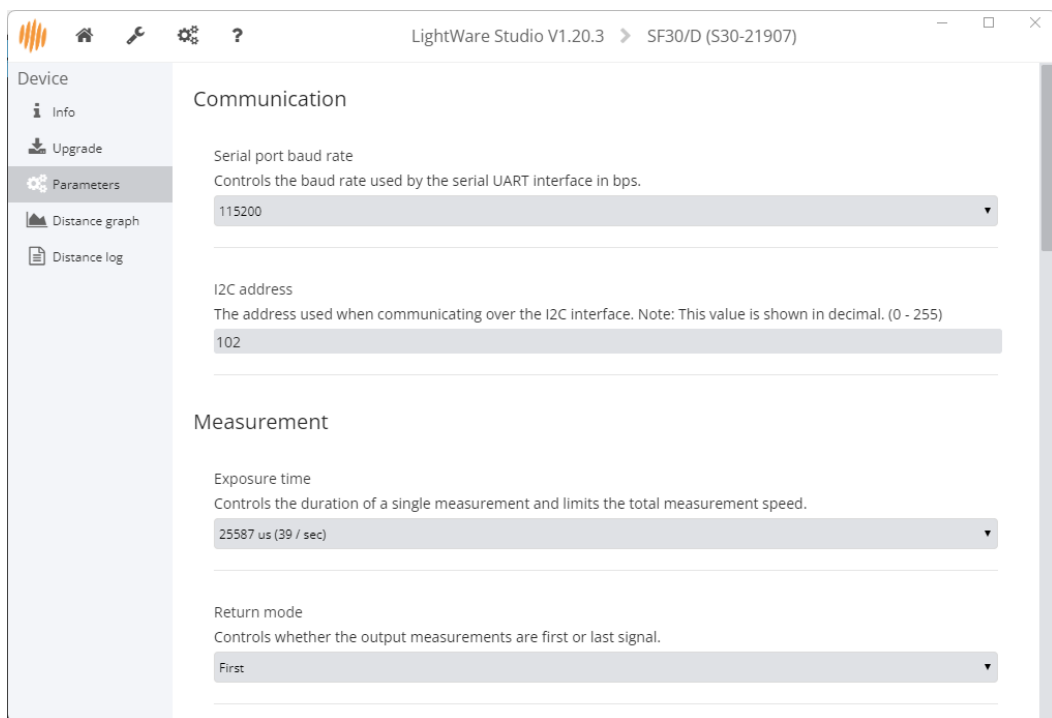 LightWare Studio V1.20.3 > SF30/D (S30-21907)
Device
Info
Upgrade
Parameters
Distance graph
Distance log
Communication
Serial port baud rate
Controls the baud rate used by the serial UART interface in bps.
115200
I2C address
The address used when communicating over the I2C interface. Note: This value is shown in decimal. (0 - 255)
102
Measurement
Exposure time
Controls the duration of a single measurement and limits the total measurement speed.
25587 us (39 / sec)
Return mode
Controls whether the output measurements are first or last signal.
First